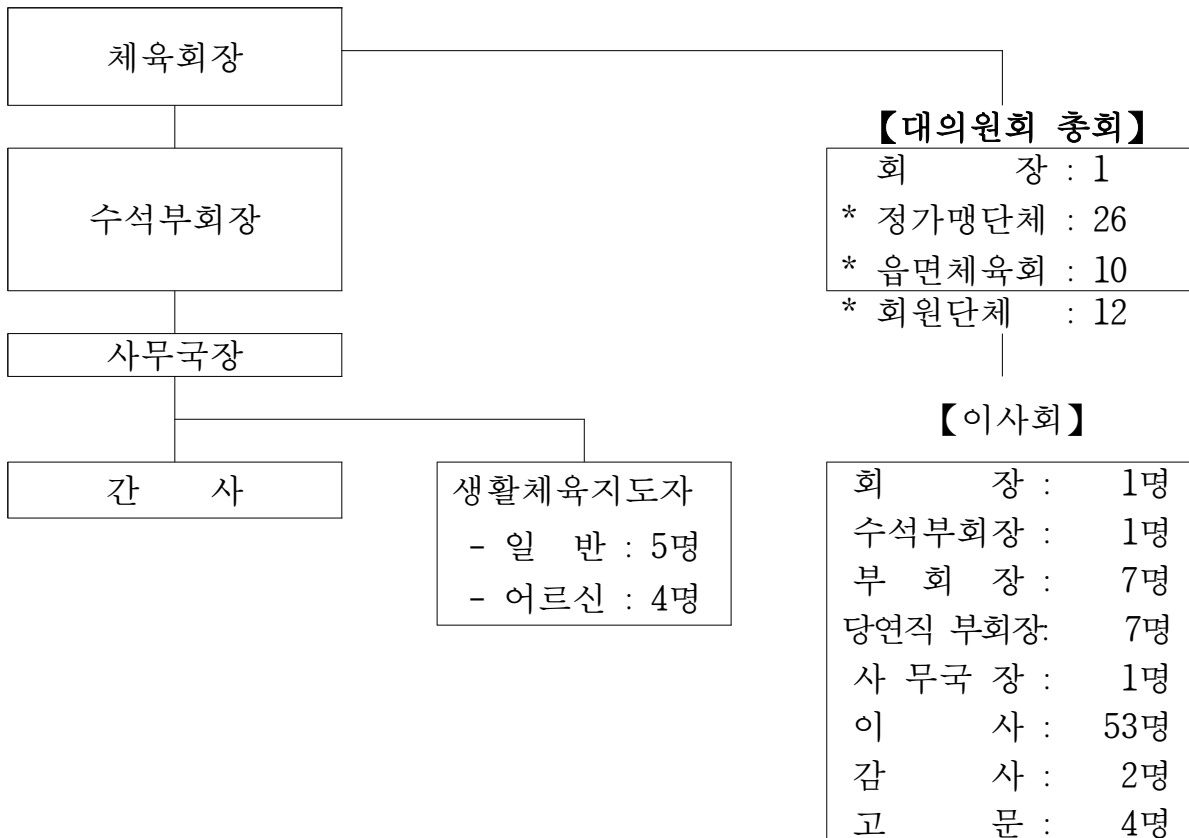 체육회장
수석부회장
사무국장
간 사
생활체육지도자
- 일 반 : 5명
- 어르신 : 4명
【대의원회 총회】
회 장 : 1
* 정가맹단체 : 26
* 읍면체육회 : 10
* 회원단체 : 12
【이사회】
회 장 : 1명
수석부회장 : 1명
부 회 장 : 7명
당연직 부회장: 7명
사 무국 장 : 1명
이 사 : 53명
감 사 : 2명
고 문 : 4명